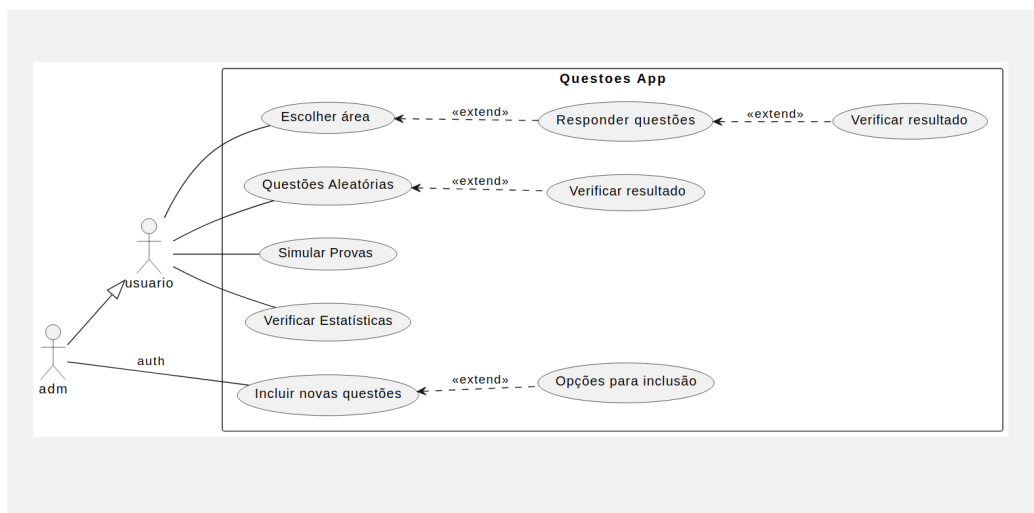 Questoes App
Escolher área
«extend»
Responder questões
«extend»
Verificar resultado
Questões Aleatórias
«extend»
Verificar resultado
Simular Provas
usuario
Verificar Estatísticas
auth
adm
Incluir novas questões
«extend»
Opções para inclusão